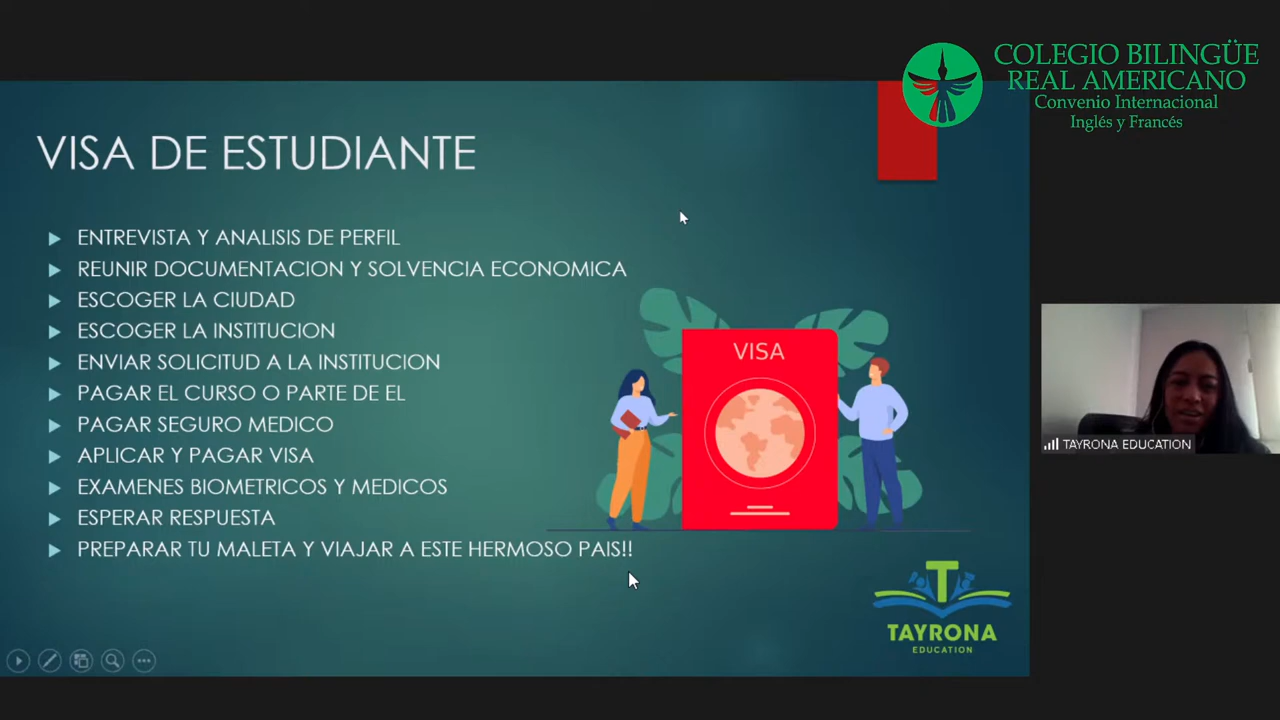 COLEGIO BILINGÜE
REAL AMERICANO
Convenio Internacional
Inglés y Francés
VISA DE ESTUDIANTE
ENTREVISTA Y ANALISIS DE PERFIL
REUNIR DOCUMENTACION Y SOLVENCIA ECONOMICA
ESCOGER LA CIUDAD
ESCOGER LA INSTITUCION
ENVIAR SOLICITUD A LA INSTITUCION
PAGAR EL CURSO O PARTE DE EL
PAGAR SEGURO MEDICO
APLICAR Y PAGAR VISA
EXAMENES BIOMETRICOS Y MEDICOS
ESPERAR RESPUESTA
PREPARAR TU MALETA Y VIAJAR A ESTE HERMOSO PAIS!!
VISA
TAYRONA EDUCATION
T
TAYRONA
EDUCATION